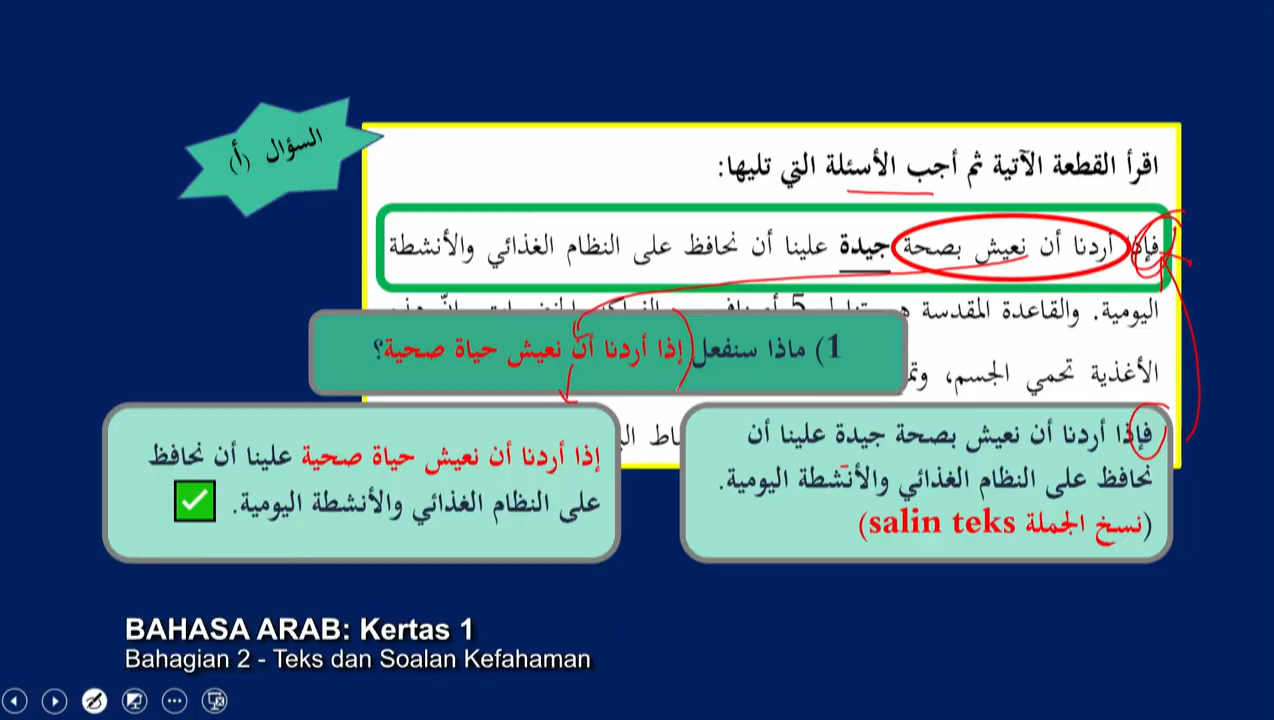 السؤال (أ)
اقرأ القطعة الآتية ثم أجب الأسئلة التي تليها:
فإذا أردنا أن نعيش بصحة جيدة علينا أن نحافظ على النظام الغذائي والأنشطة
اليومية. والقاعدة المقدسة
الأغذية تحمي الجسم،
1) ماذا سنفعل إذا أردنا أن نعيش حياة صحية؟
فإذا أردنا أن نعيش بصحة جيدة علينا أن
نحافظ على النظام الغذائي والأنشطة اليومية.
(نسخ الجملة salin teks)
إذا أردنا أن نعيش حياة صحية علينا أن نحافظ
على النظام الغذائي والأنشطة اليومية.
BAHASA ARAB: Kertas 1
Bahagian 2 - Teks dan Soalan Kefahaman